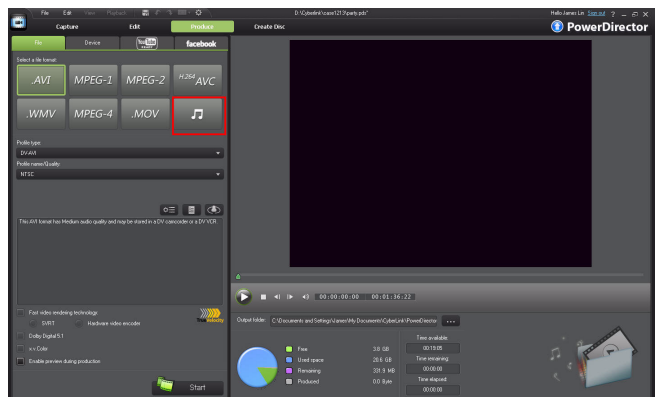 File Edit View Playback
D:\Cyberlink\case1213\party.pds*
Hello James Lin Sign out ? _
Capture Edit Produce Create Disc
PowerDirector
File Device YouTube facebook
Select a file format:
.AVI MPEG-1 MPEG-2 H.264 AVC
.WMV MPEG-4 .MOV
Profile type:
DV-AVI
Profile name/Quality
NTSC
This AVI format has Medium audio quality and may be stored in a DV camcorder or a DV VCR.
00:00:00:00 00:01:36:22
Fast video rendering technology:
SVRT Hardware video encoder
Dolby Digital 5.1
x.v.Color
Enable preview during production
Start
Output folder: C:\Documents and Settings\James\My Documents\CyberLink\PowerDirector ...
Free 3.8 GB
Used space 20.6 GB
Remaining 331.9 MB
Produced 0.0 Byte
Time available
00:19:05
Time remaining
00:00:00
Time elapsed
00:00:00